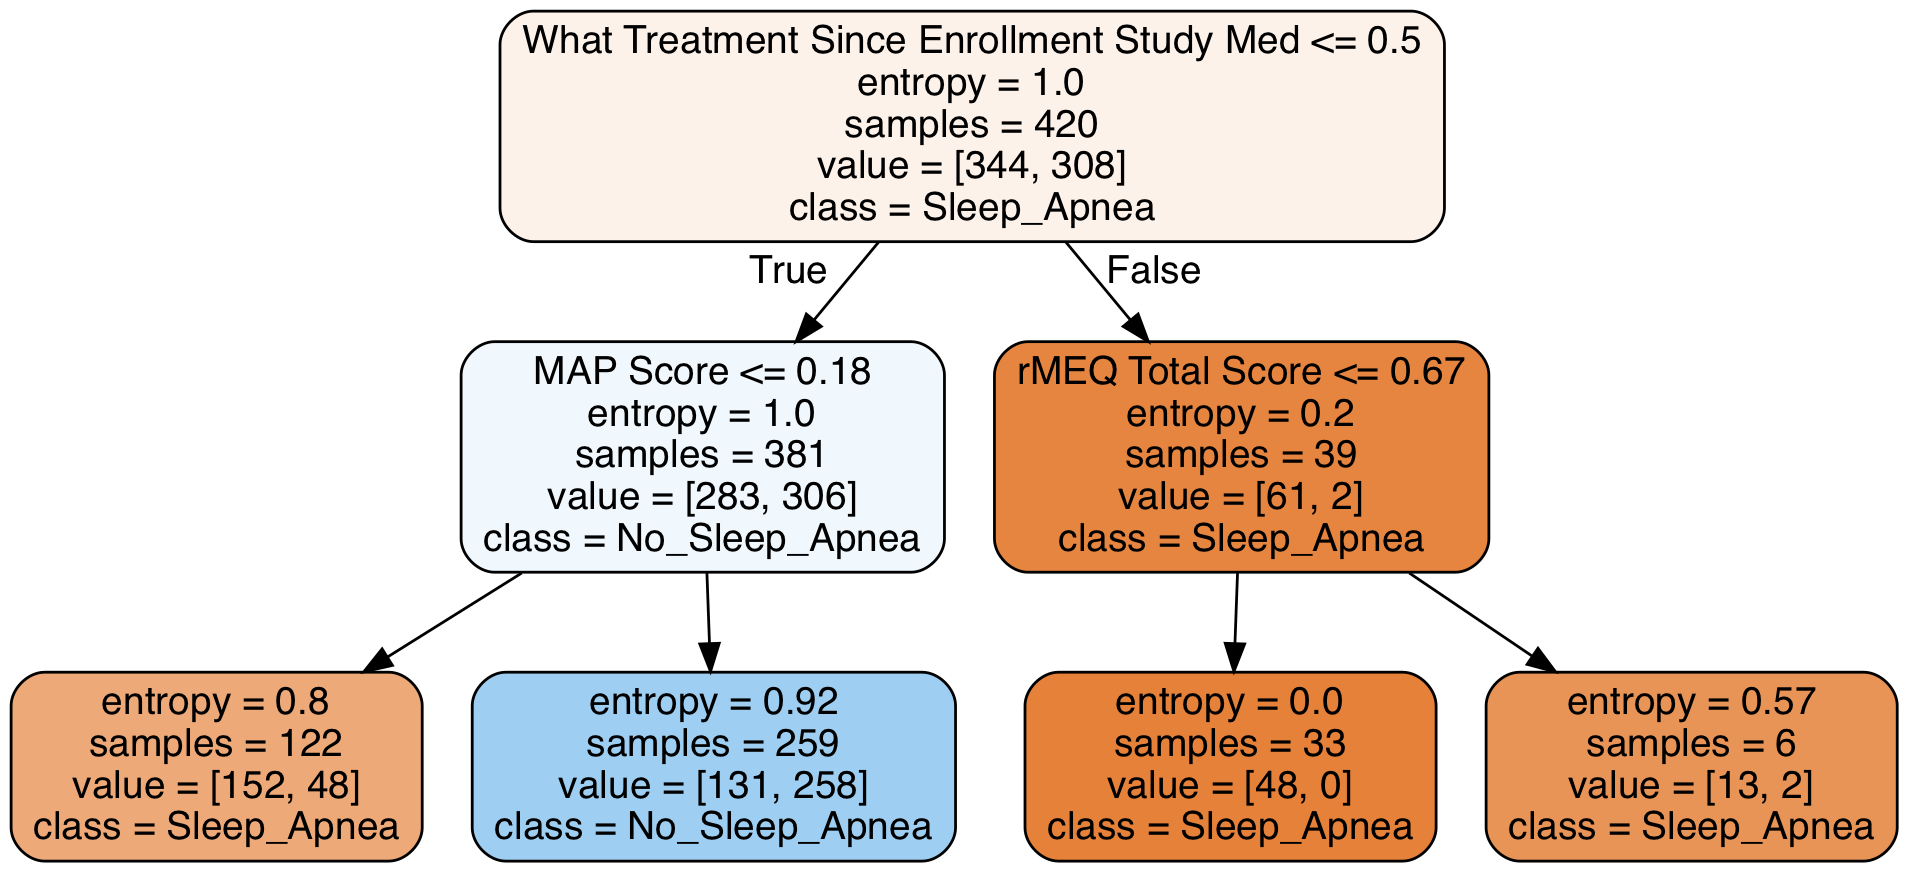 What Treatment Since Enrollment Study Med <= 0.5
entropy = 1.0
samples = 420
value = [344, 308]
class = Sleep_Apnea
True
False
MAP Score <= 0.18
entropy = 1.0
samples = 381
value = [283, 306]
class = No_Sleep_Apnea
rMEQ Total Score <= 0.67
entropy = 0.2
samples = 39
value = [61, 2]
class = Sleep_Apnea
entropy = 0.8
samples = 122
value = [152, 48]
class = Sleep_Apnea
entropy = 0.92
samples = 259
value = [131, 258]
class = No_Sleep_Apnea
entropy = 0.0
samples = 33
value = [48, 0]
class = Sleep_Apnea
entropy = 0.57
samples = 6
value = [13, 2]
class = Sleep_Apnea